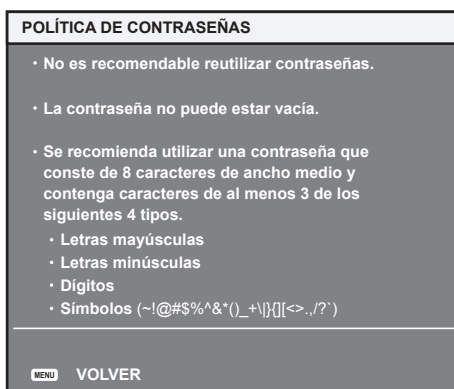 POLÍTICA DE CONTRASEÑAS
・No es recomendable reutilizar contraseñas.
・La contraseña no puede estar vacía.
・Se recomienda utilizar una contraseña que
conste de 8 caracteres de ancho medio y
contenga caracteres de al menos 3 de los
siguientes 4 tipos.
・Letras mayúsculas
・Letras minúsculas
・Dígitos
・Símbolos (~!@#$%^&*()_+\|}{][<>.,/?`)
MENU VOLVER